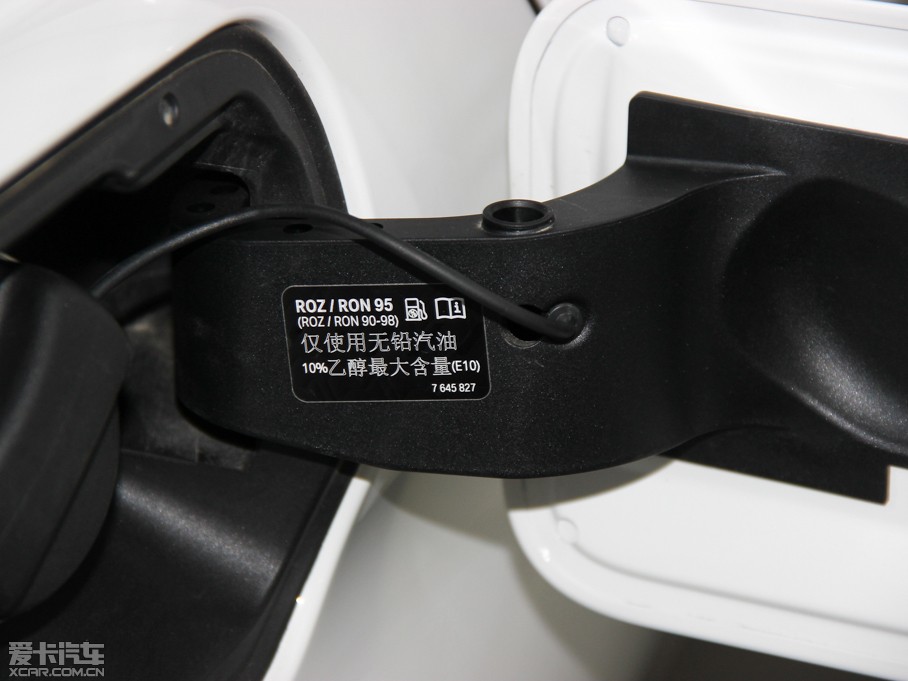 ROZ / RON 95
(ROZ / RON 90-98)
仅使用无铅汽油
10%乙醇最大含量(E10)
7 645 827
爱卡汽车
XCAR.COM.CN